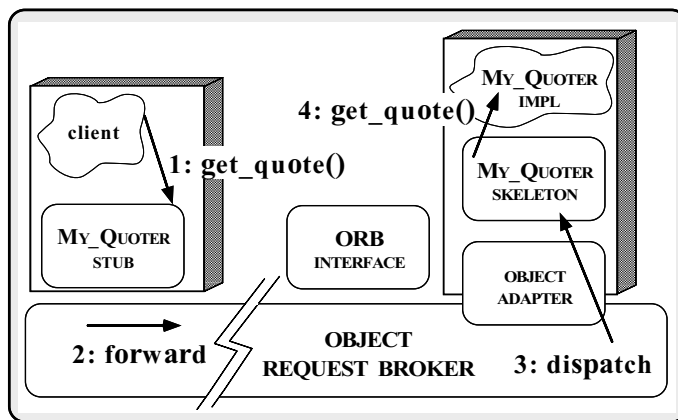 client
1: get_quote()
MY_QUOTER
STUB
2: forward
ORB
INTERFACE
OBJECT
REQUEST BROKER
3: dispatch
OBJECT
ADAPTER
MY_QUOTER
SKELETON
4: get_quote()
MY_QUOTER
IMPL